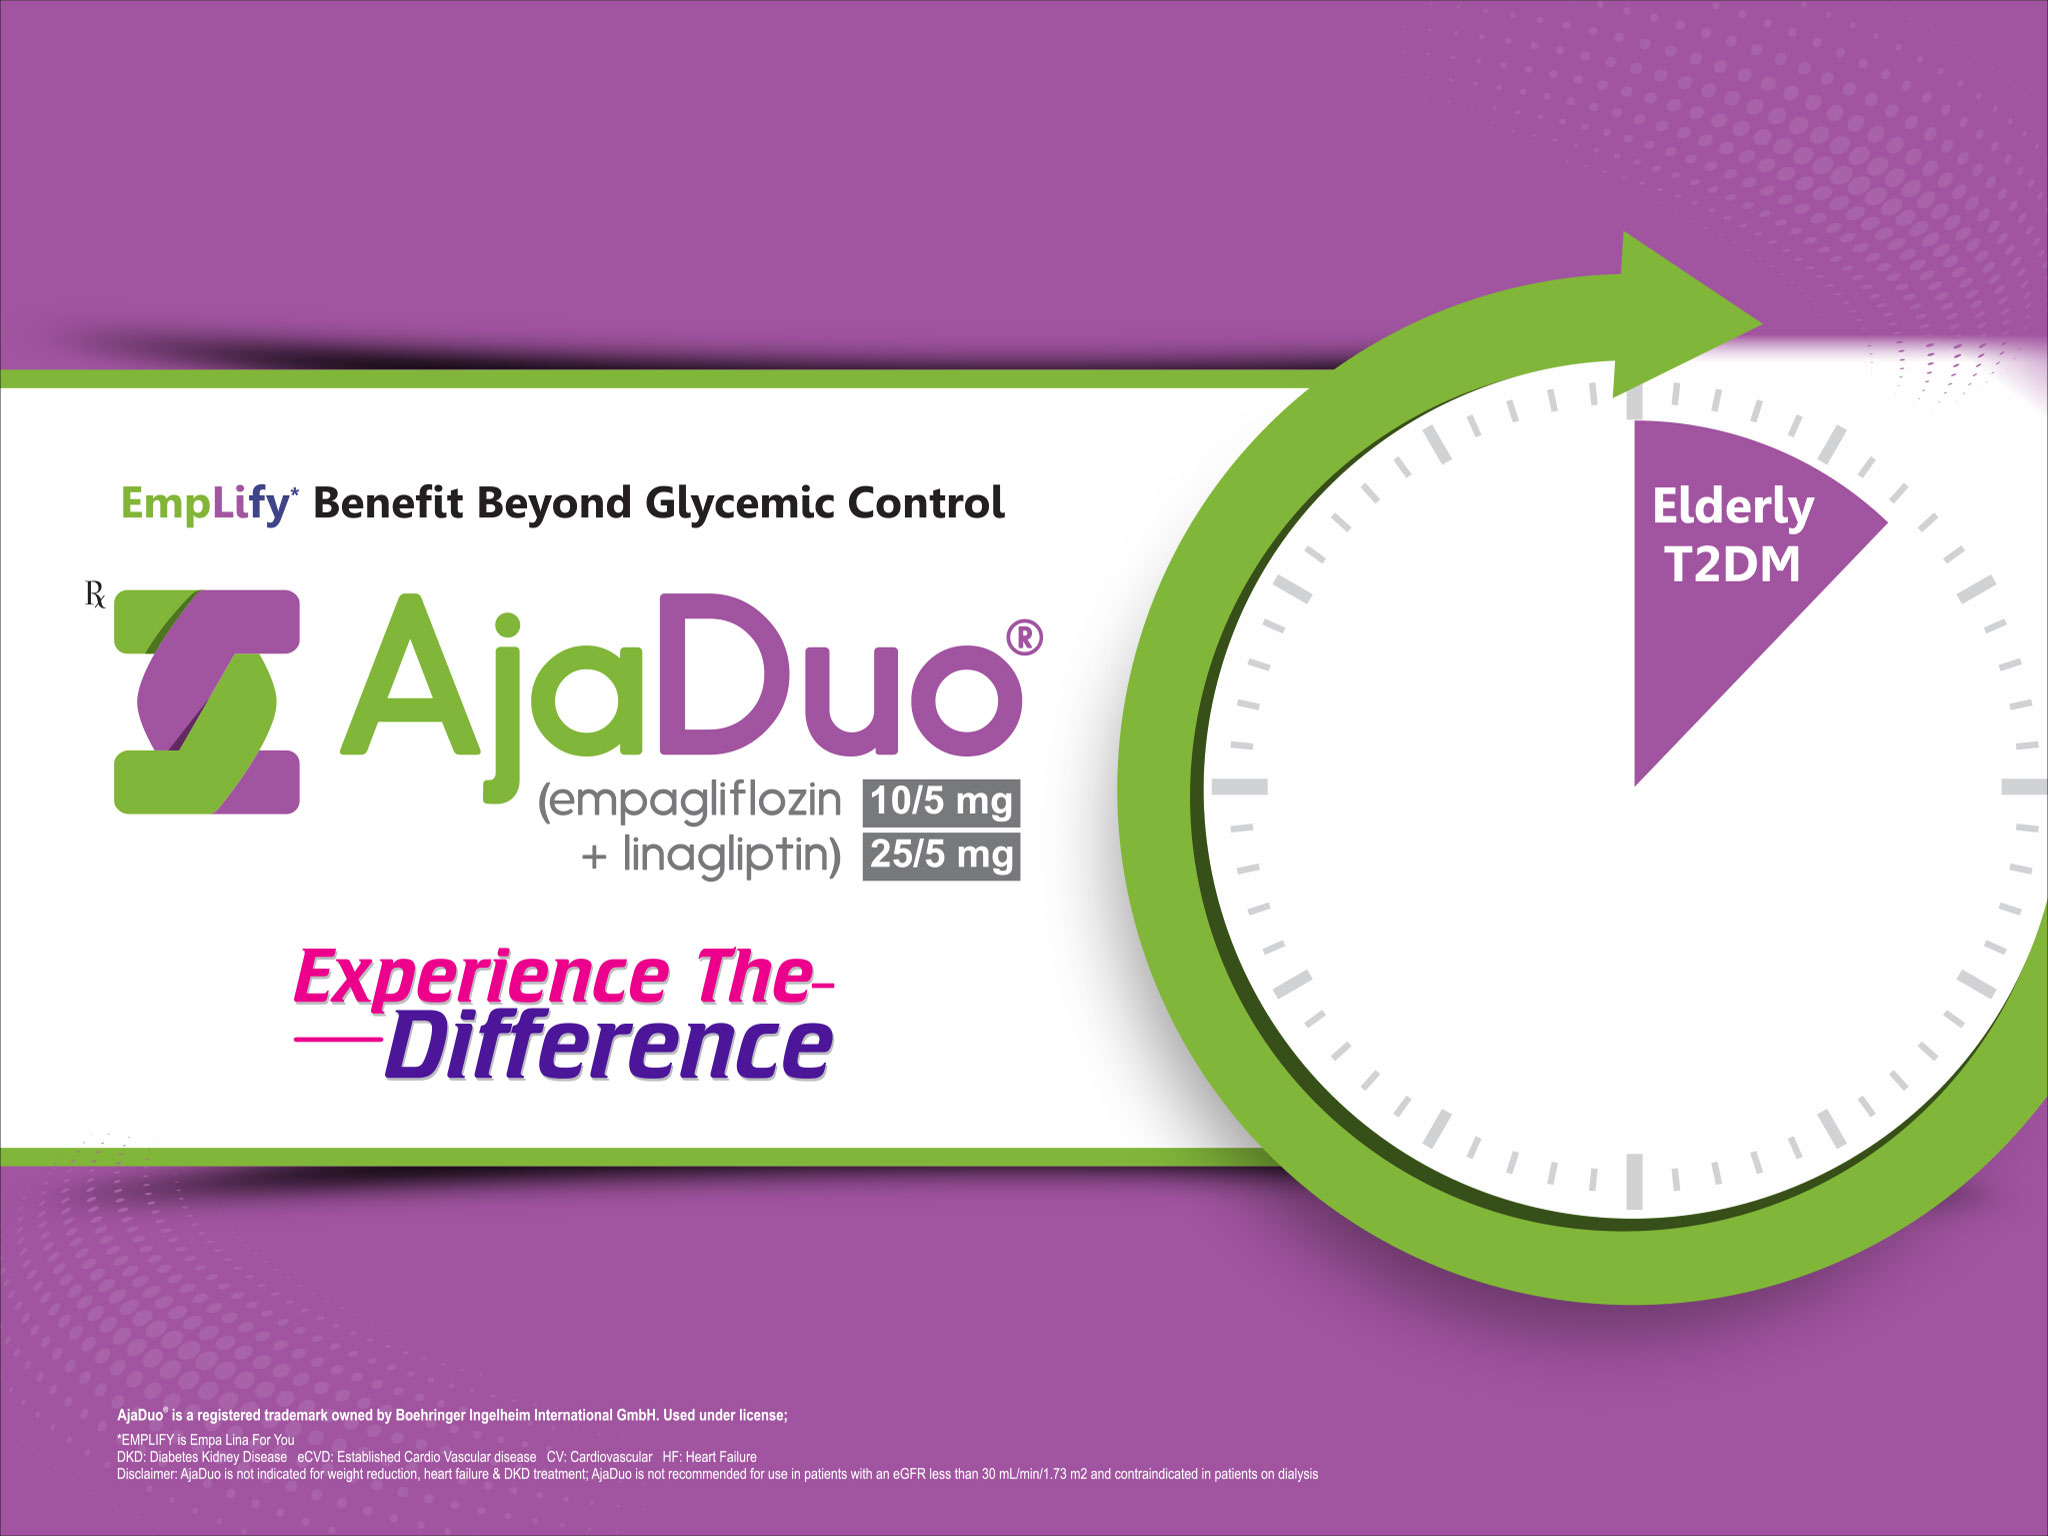 EmpLify* Benefit Beyond Glycemic Control
Rx
AjaDuo®
(empagliflozin 10/5 mg
+ linagliptin) 25/5 mg
Experience The
Difference
Elderly
T2DM
AjaDuo® is a registered trademark owned by Boehringer Ingelheim International GmbH. Used under license;
*EMPLIFY is Empa Lina For You
DKD: Diabetes Kidney Disease eCVD: Established Cardio Vascular disease CV: Cardiovascular HF: Heart Failure
Disclaimer: AjaDuo is not indicated for weight reduction, heart failure & DKD treatment; AjaDuo is not recommended for use in patients with an eGFR less than 30 mL/min/1.73 m2 and contraindicated in patients on dialysis